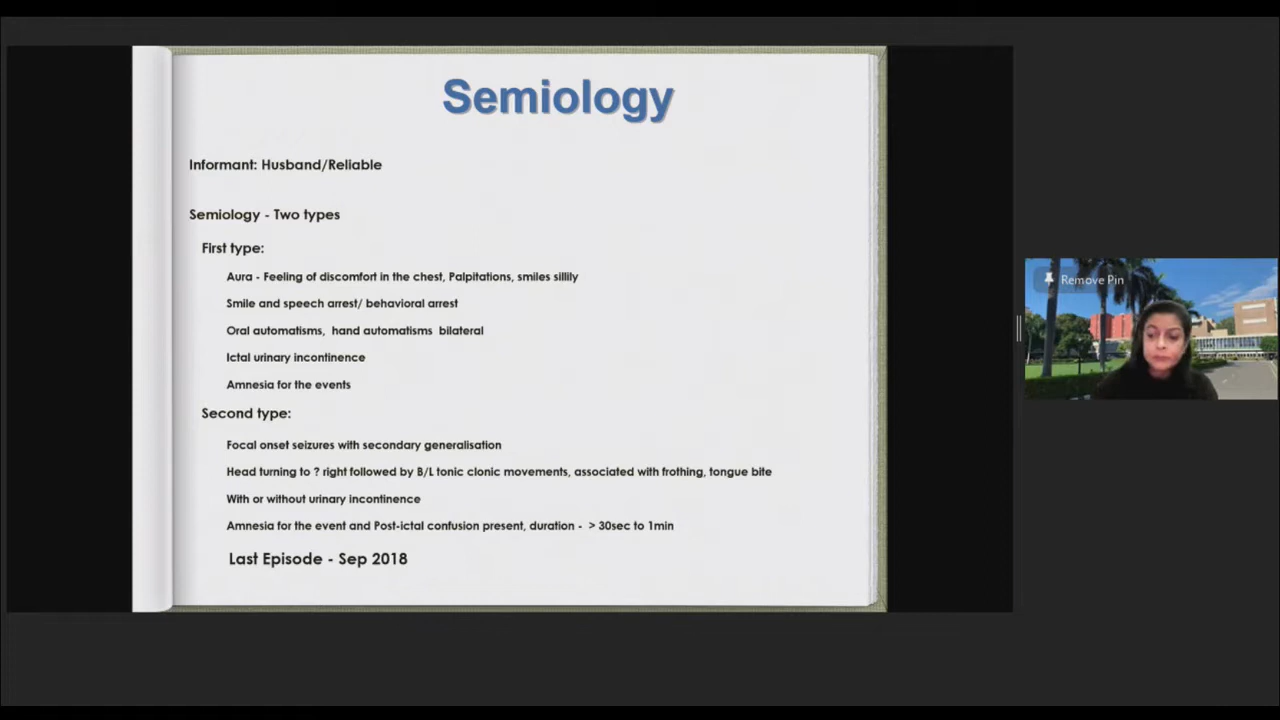 Semiology
Informant: Husband/Reliable
Semiology - Two types
First type:
Aura - Feeling of discomfort in the chest, Palpitations, smiles sillily
Smile and speech arrest/ behavioral arrest
Oral automatisms, hand automatisms bilateral
Ictal urinary incontinence
Amnesia for the events
Second type:
Focal onset seizures with secondary generalisation
Head turning to ? right followed by B/L tonic clonic movements, associated with frothing, tongue bite
With or without urinary incontinence
Amnesia for the event and Post-ictal confusion present, duration - > 30sec to 1min
Last Episode - Sep 2018
Remove Pin